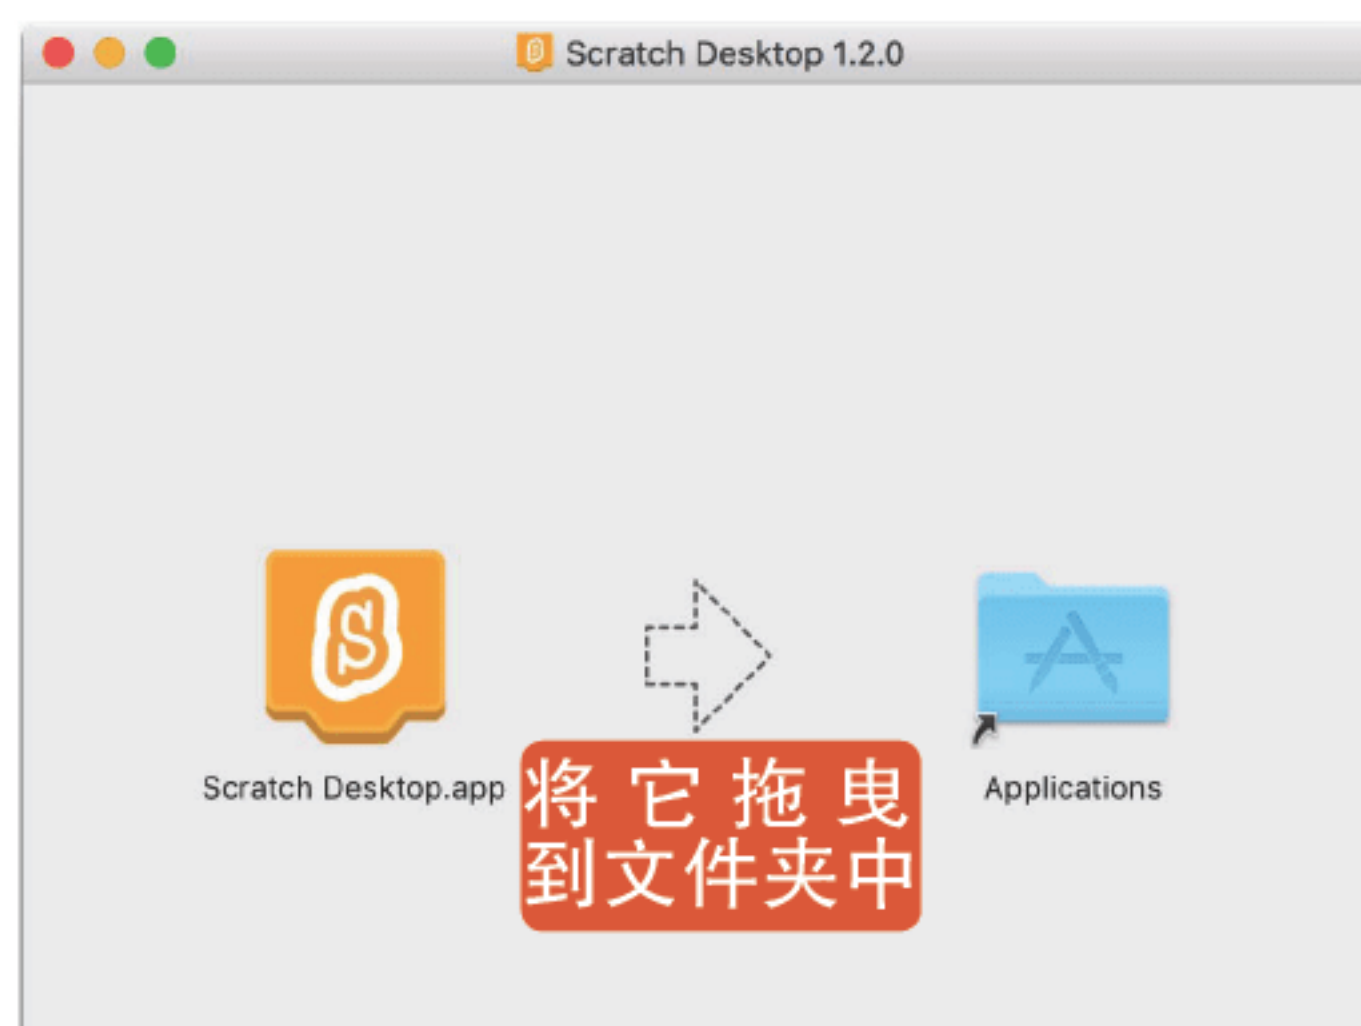 Scratch Desktop 1.2.0
S
Scratch Desktop.app
将它拖曳
到文件夹中
Applications